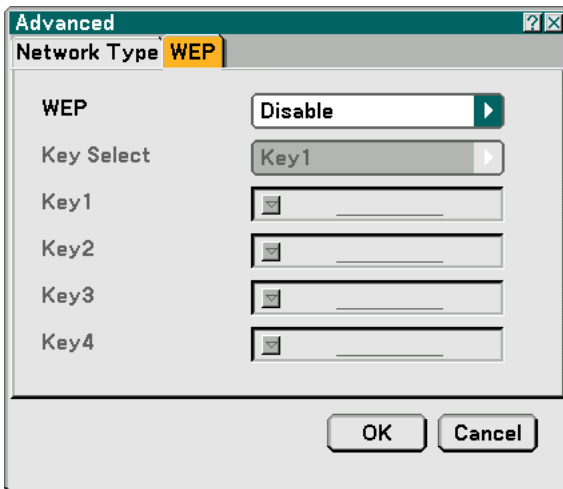 Advanced
Network Type WEP
WEP Disable
Key Select Key1
Key1
Key2
Key3
Key4
OK Cancel